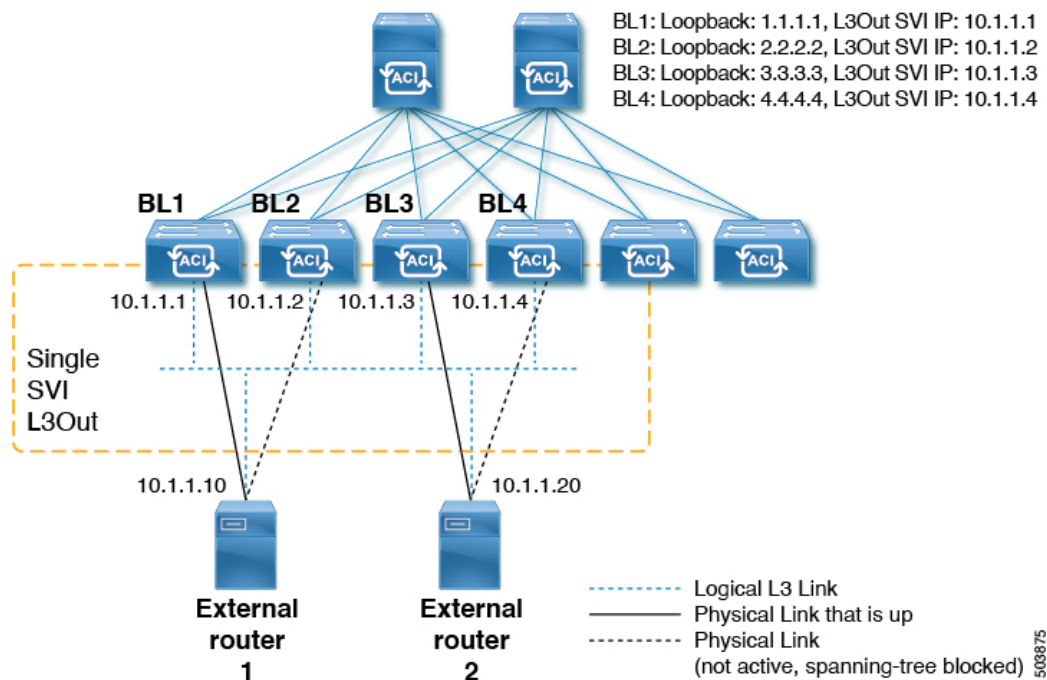 BL1: Loopback: 1.1.1.1, L3Out SVI IP: 10.1.1.1
BL2: Loopback: 2.2.2.2, L3Out SVI IP: 10.1.1.2
BL3: Loopback: 3.3.3.3, L3Out SVI IP: 10.1.1.3
BL4: Loopback: 4.4.4.4, L3Out SVI IP: 10.1.1.4
ACI
ACI
BL1
BL2
BL3
BL4
ACI
ACI
ACI
ACI
ACI
ACI
10.1.1.1
10.1.1.2
10.1.1.3
10.1.1.4
Single
SVI
L3Out
10.1.1.10
10.1.1.20
External
router
1
External
router
2
Logical L3 Link
Physical Link that is up
Physical Link
(not active, spanning-tree blocked)
503875